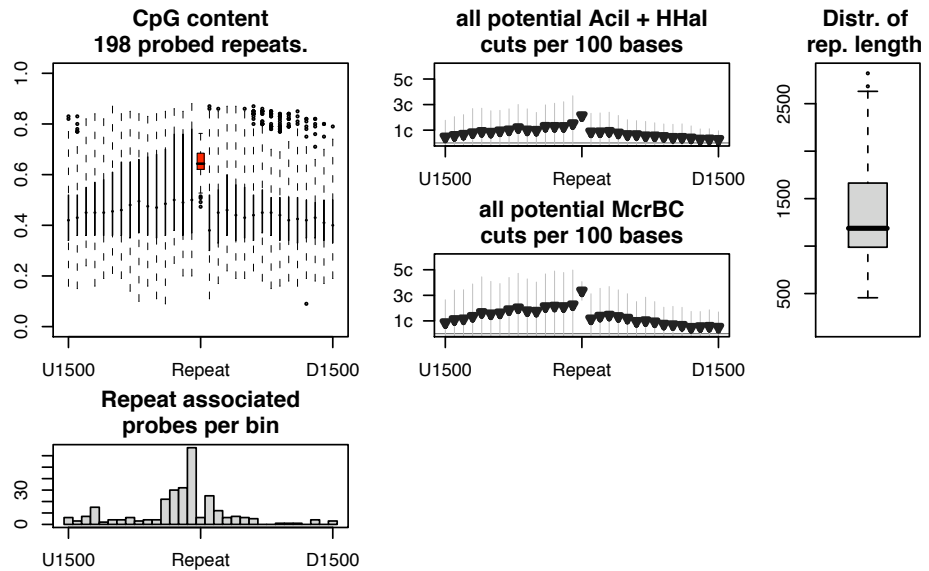 CpG content
198 probed repeats.
1.0
0.8
0.6
0.4
0.2
0.0
U1500 Repeat D1500
all potential AciI + HHaI
cuts per 100 bases
5c
3c
1c
U1500 Repeat D1500
all potential McrBC
cuts per 100 bases
5c
3c
1c
U1500 Repeat D1500
Distr. of
rep. length
2500
1500
500
Repeat associated
probes per bin
30
0
U1500 Repeat D1500